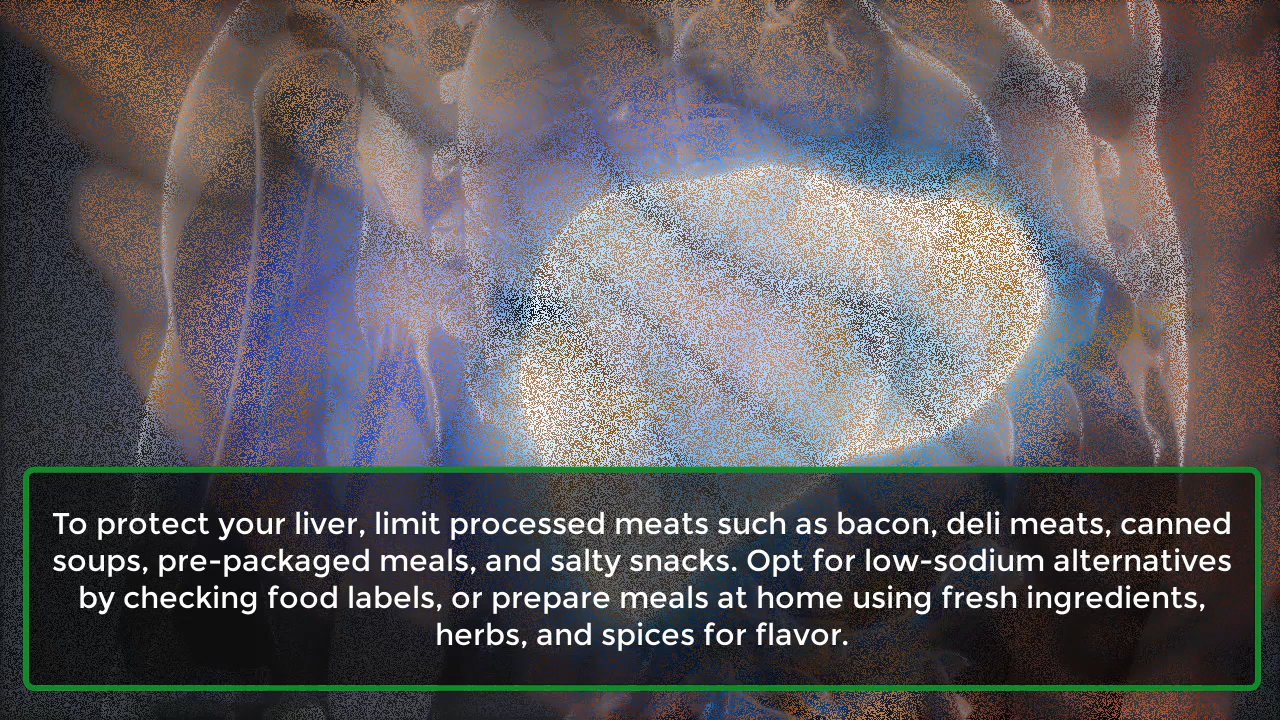 To protect your liver, limit processed meats such as bacon, deli meats, canned
soups, pre-packaged meals, and salty snacks. Opt for low-sodium alternatives
by checking food labels, or prepare meals at home using fresh ingredients,
herbs, and spices for flavor.